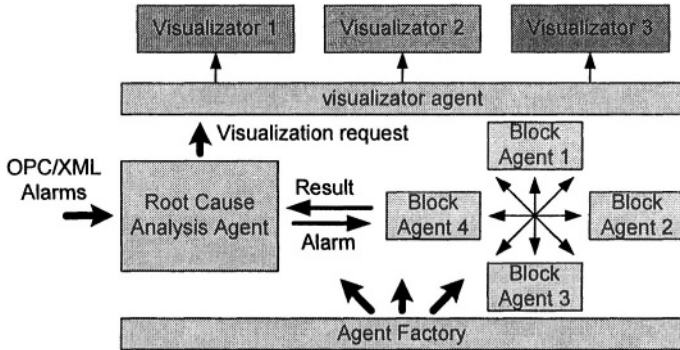 Visualizator 1
Visualizator 2
Visualizator 3
visualizator agent
Visualization request
OPC/XML
Alarms
Root Cause
Analysis Agent
Result
Alarm
Block
Agent 1
Block
Agent 4
Block
Agent 2
Block
Agent 3
Agent Factory